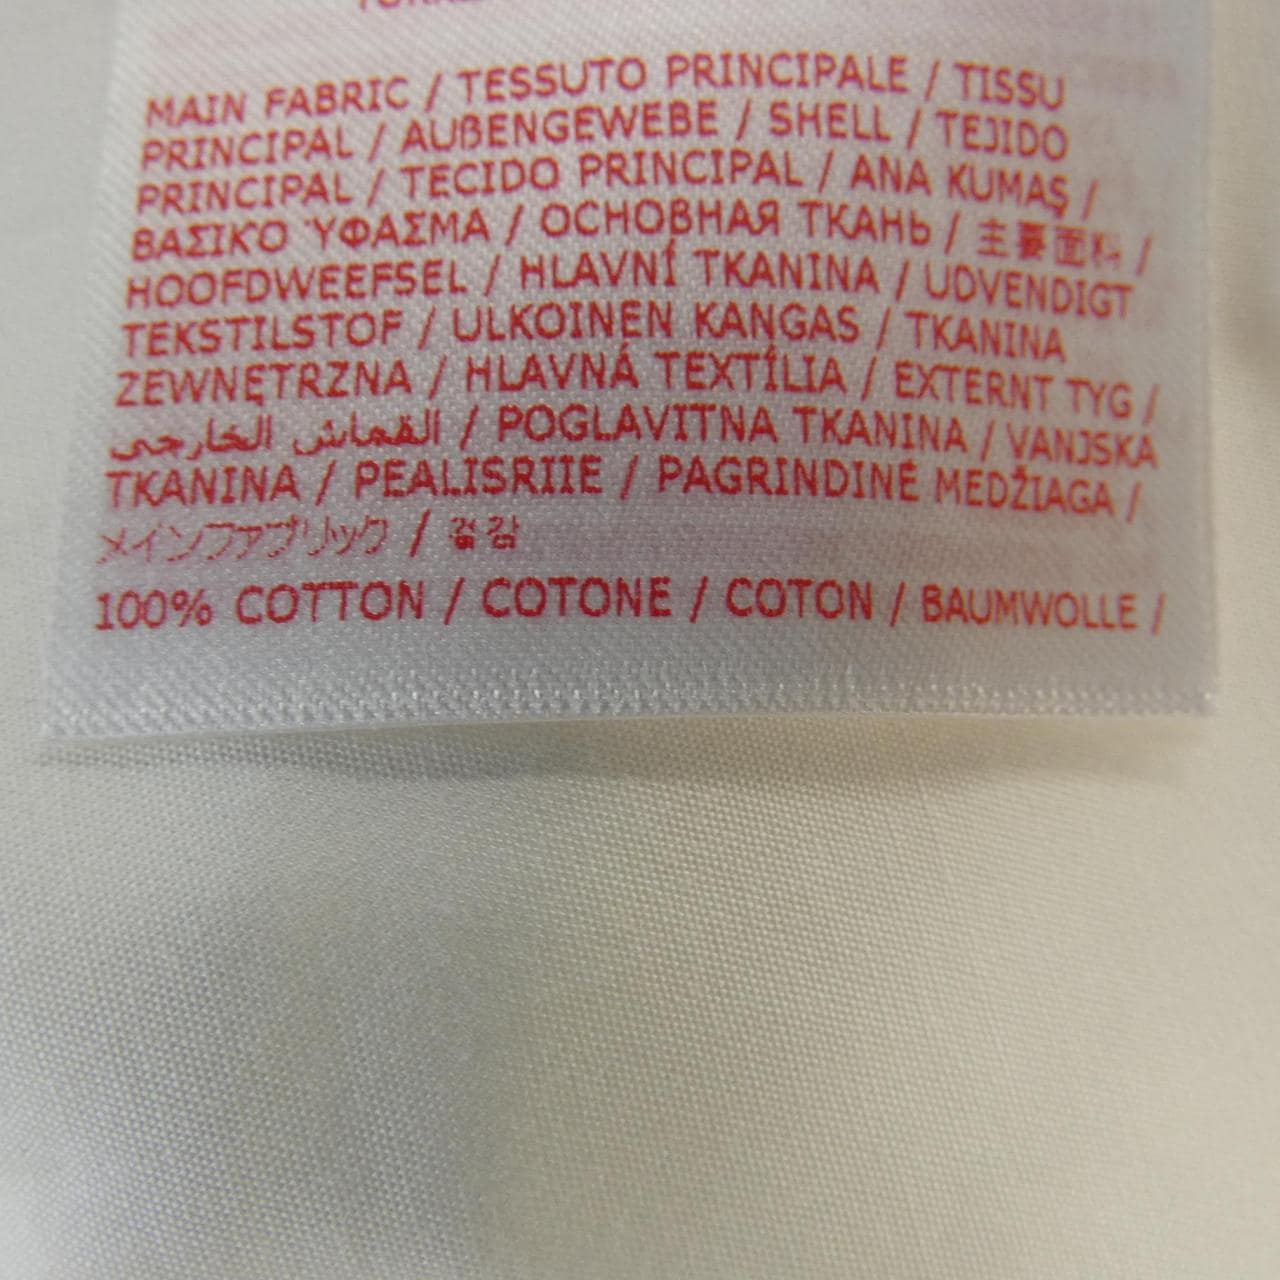 MAIN FABRIC / TESSUTO PRINCIPALE / TISSU
PRINCIPAL / AUßENGEWEBE / SHELL / TEJIDO
PRINCIPAL / TECIDO PRINCIPAL / ANA KUMAŞ /
ΒΑΣΙΚΟ ΎΦΑΣΜΑ / ОСНОВНАЯ ТКАНЬ / 主要面料 /
HOOFDWEEFSEL / HLAVNÍ TKANINA / UDVENDIGT
TEKSTILSTOF / ULKOINEN KANGAS / TKANINA
ZEWNĘTRZNA / HLAVNÁ TEXTÍLIA / EXTERNT TYG /
القماش الخارجي / POGLAVITNA TKANINA / VANJSKA
TKANINA / PEALISRIIE / PAGRINDINĖ MEDŽIAGA /
メインファブリック / 겉감
100% COTTON / COTONE / COTON / BAUMWOLLE /